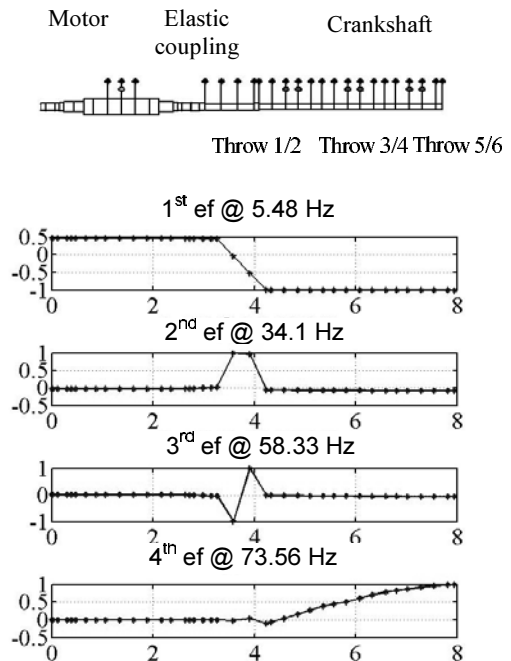 Motor Elastic coupling Crankshaft
Throw 1/2 Throw 3/4 Throw 5/6
1st ef @ 5.48 Hz
0.5
0
-0.5
-1
0 2 4 6 8
2nd ef @ 34.1 Hz
1
0.5
0
-0.5
0 2 4 6 8
3rd ef @ 58.33 Hz
1
0
-1
0 2 4 6 8
4th ef @ 73.56 Hz
1
0.5
0
-0.5
0 2 4 6 8